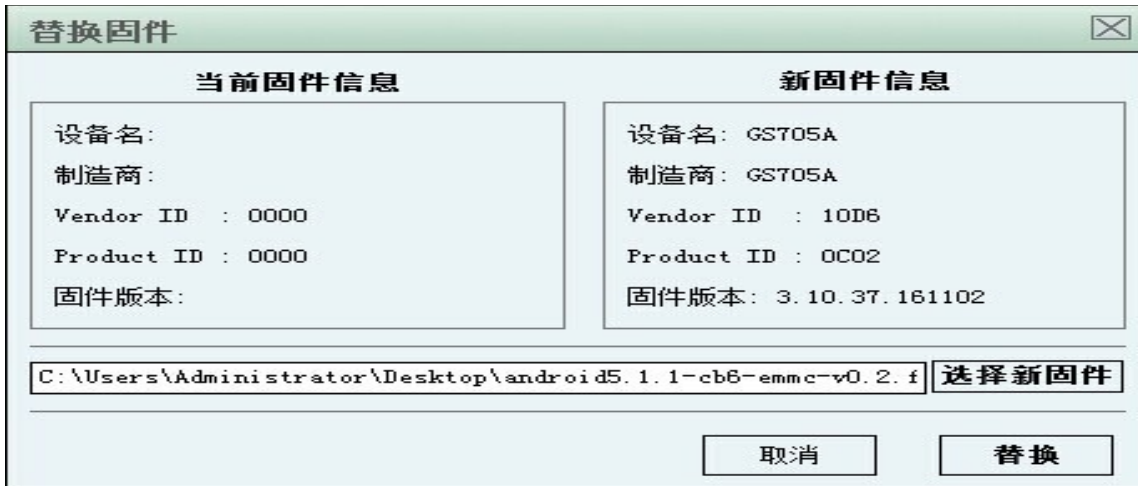 替换固件
当前固件信息
设备名:
制造商:
Vendor ID : 0000
Product ID : 0000
固件版本:
新固件信息
设备名: GS705A
制造商: GS705A
Vendor ID : 10D6
Product ID : 0C02
固件版本: 3.10.37.161102
C:\Users\Administrator\Desktop\android5.1.1-cb6-emmc-v0.2.f
选择新固件
取消
替换